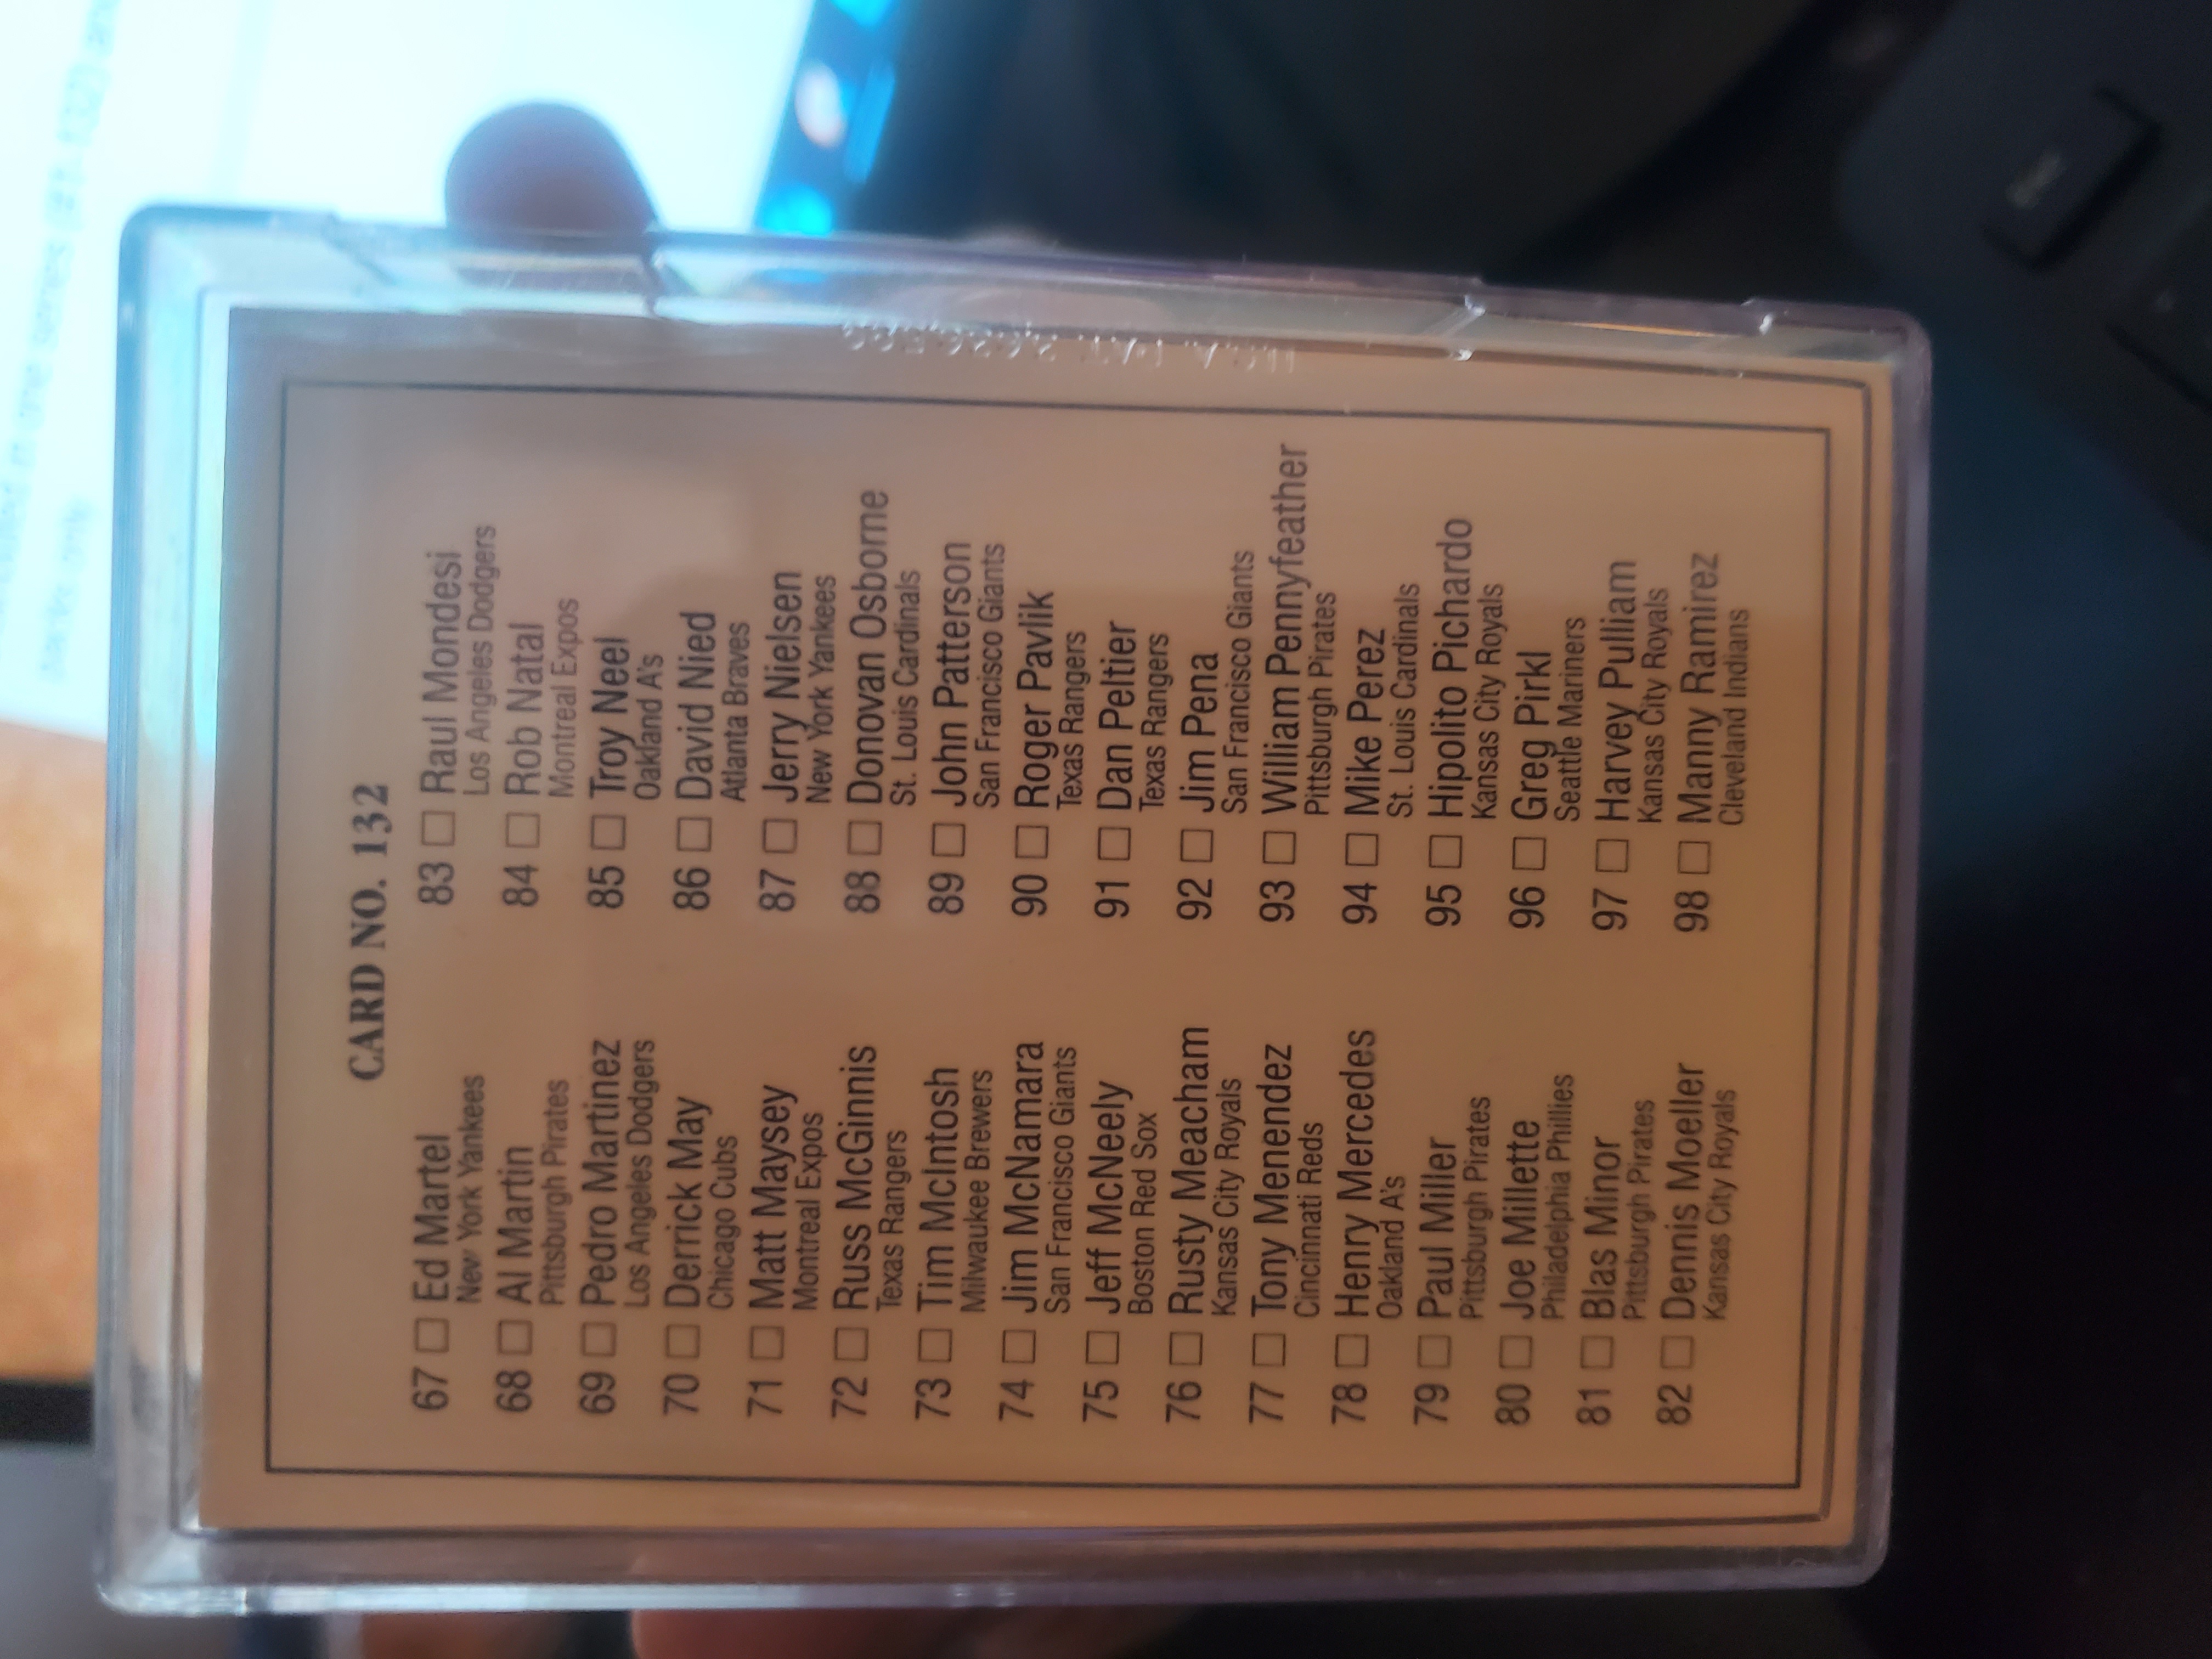 CARD NO. 132
67 □ Ed Martel
New York Yankees
68 □ Al Martin
Pittsburgh Pirates
69 □ Pedro Martinez
Los Angeles Dodgers
70 □ Derrick May
Chicago Cubs
71 □ Matt Maysey
Montreal Expos
72 □ Russ McGinnis
Texas Rangers
73 □ Tim McIntosh
Milwaukee Brewers
74 □ Jim McNamara
San Francisco Giants
75 □ Jeff McNeely
Boston Red Sox
76 □ Rusty Meacham
Kansas City Royals
77 □ Tony Menendez
Cincinnati Reds
78 □ Henry Mercedes
Oakland A's
79 □ Paul Miller
Pittsburgh Pirates
80 □ Joe Millette
Philadelphia Phillies
81 □ Blas Minor
Pittsburgh Pirates
82 □ Dennis Moeller
Kansas City Royals
83 □ Raul Mondesi
Los Angeles Dodgers
84 □ Rob Natal
Montreal Expos
85 □ Troy Neel
Oakland A's
86 □ David Nied
Atlanta Braves
87 □ Jerry Nielsen
New York Yankees
88 □ Donovan Osborne
St. Louis Cardinals
89 □ John Patterson
San Francisco Giants
90 □ Roger Pavlik
Texas Rangers
91 □ Dan Peltier
Texas Rangers
92 □ Jim Pena
San Francisco Giants
93 □ William Pennyfeather
Pittsburgh Pirates
94 □ Mike Perez
St. Louis Cardinals
95 □ Hipolito Pichardo
Kansas City Royals
96 □ Greg Pirkl
Seattle Mariners
97 □ Harvey Pulliam
Kansas City Royals
98 □ Manny Ramirez
Cleveland Indians
U.S.A. PAT.